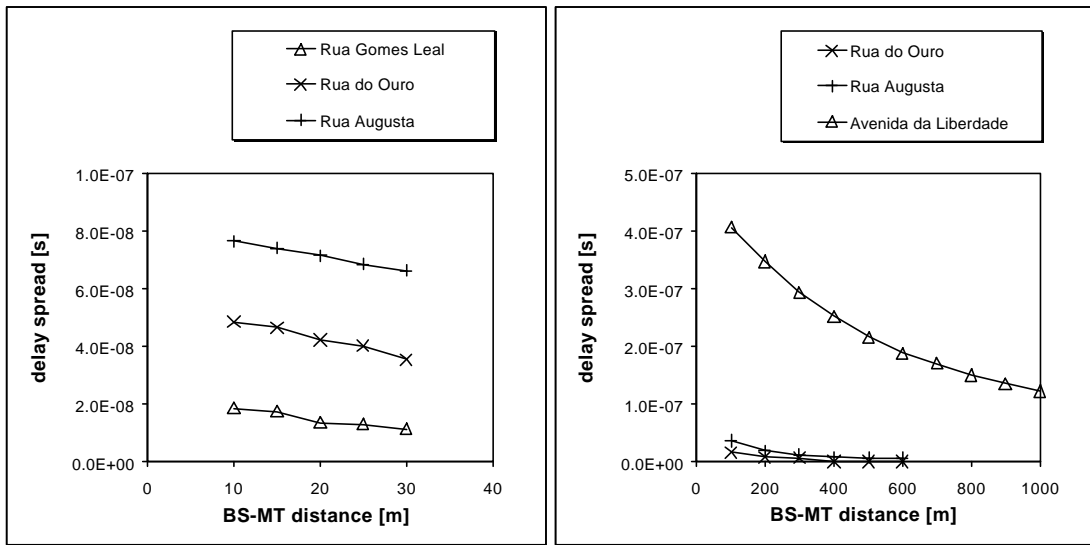 Rua Gomes Leal
Rua do Ouro
Rua Augusta
1.0E-07
8.0E-08
6.0E-08
4.0E-08
2.0E-08
0.0E+00
delay spread [s]
0 10 20 30 40
BS-MT distance [m]
Rua do Ouro
Rua Augusta
Avenida da Liberdade
5.0E-07
4.0E-07
3.0E-07
2.0E-07
1.0E-07
0.0E+00
delay spread [s]
0 200 400 600 800 1000
BS-MT distance [m]